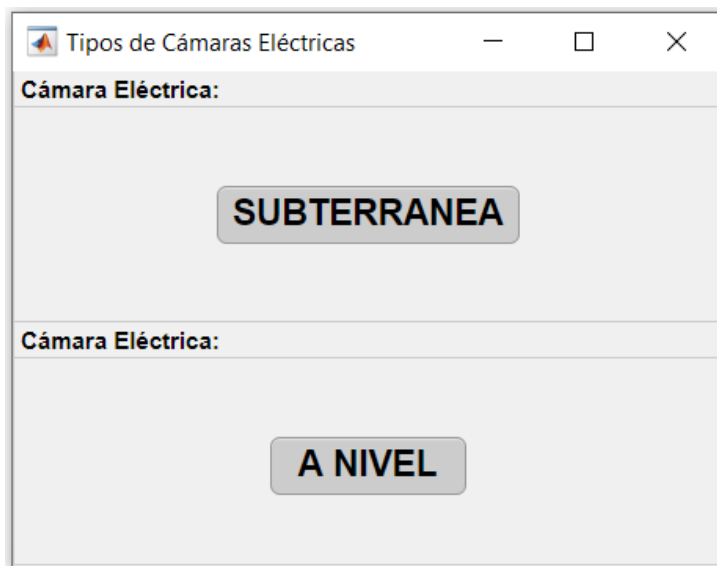 Tipos de Cámaras Eléctricas
Cámara Eléctrica:
SUBTERRANEA
Cámara Eléctrica:
A NIVEL